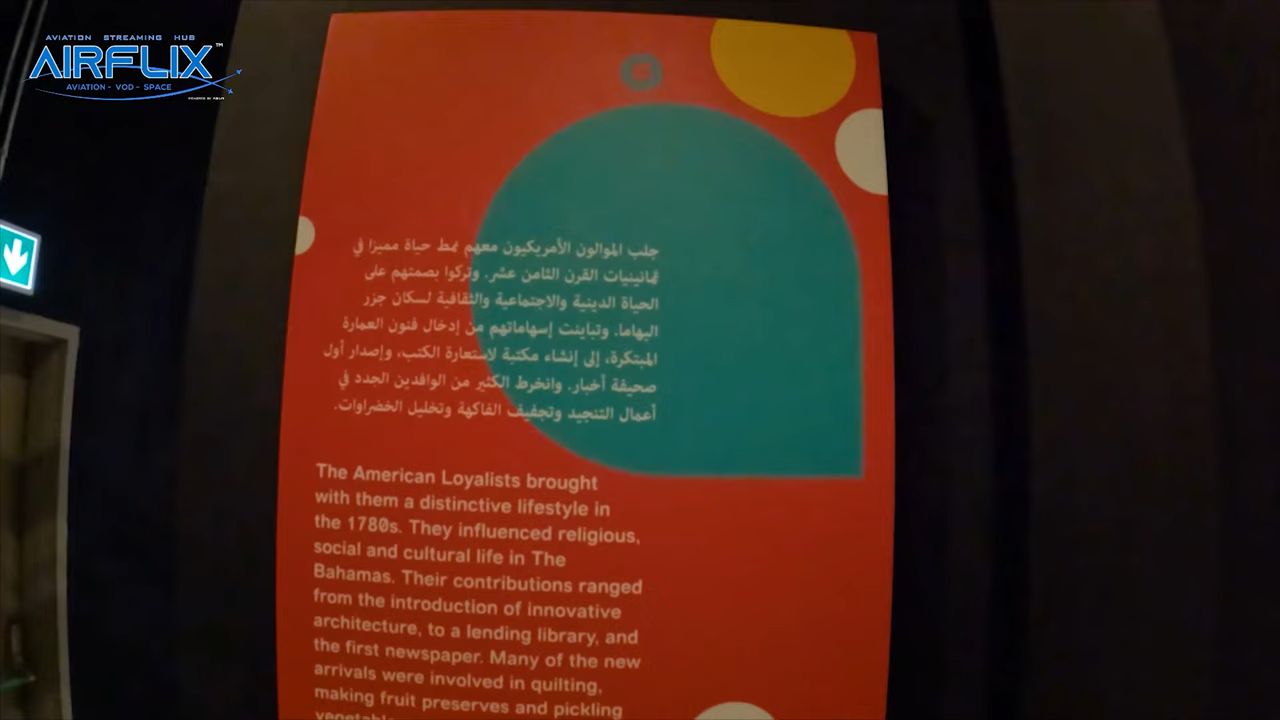 AVIATION STREAMING HUB
AIRFLIX™
AVIATION - VOD - SPACE
جلب الموالون الأمريكيون معهم نمط حياة مميزا في
ثمانينيات القرن الثامن عشر. وتركوا بصمتهم على
الحياة الدينية والاجتماعية والثقافية لسكان جزر
البهاما. وتباينت إسهاماتهم من إدخال فنون العمارة
المبتكرة، إلى إنشاء مكتبة لاستعارة الكتب، وإصدار أول
صحيفة أخبار. وانخرط الكثير من الوافدين الجدد في
أعمال التنجيد وتجفيف الفاكهة وتخليل الخضراوات.
The American Loyalists brought
with them a distinctive lifestyle in
the 1780s. They influenced religious,
social and cultural life in The
Bahamas. Their contributions ranged
from the introduction of innovative
architecture, to a lending library, and
the first newspaper. Many of the new
arrivals were involved in quilting,
making fruit preserves and pickling